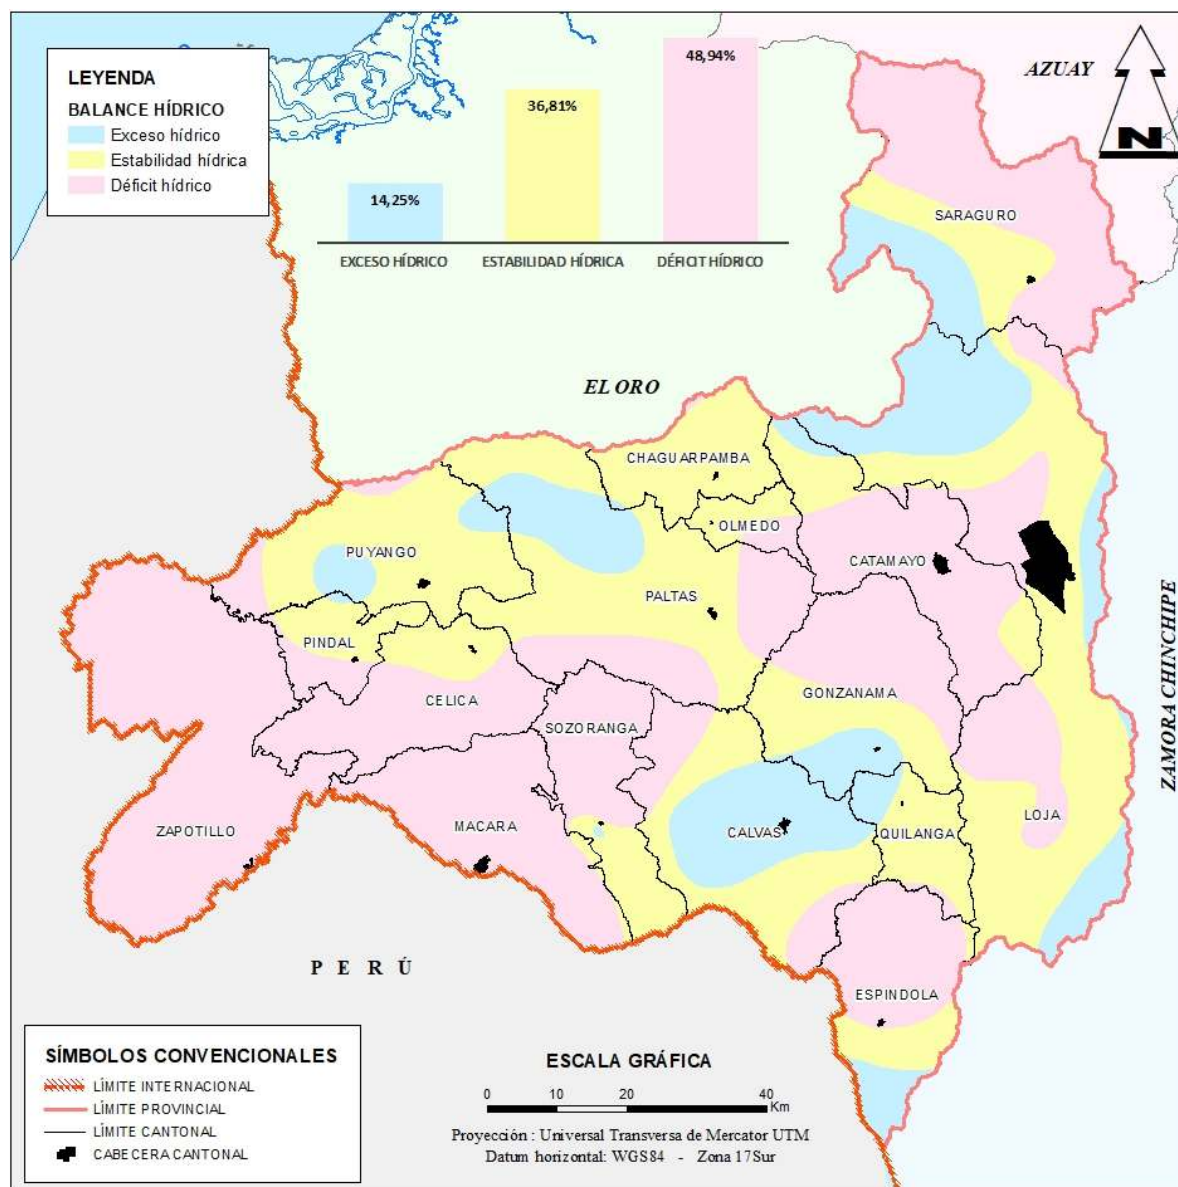 LEYENDA
BALANCE HÍDRICO
Exceso hídrico
Estabilidad hídrica
Déficit hídrico
14,25%
36,81%
48,94%
EXCESO HÍDRICO
ESTABILIDAD HÍDRICA
DÉFICIT HÍDRICO
AZUAY
N
SARAGURO
EL ORO
CHAGUARPAMBA
OLMEDO
PUYANGO
CATAMAYO
PALTAS
PINDAL
ZAMORA CHINCHIPE
CELICA
GONZANAMA
SOZORANGA
ZAPOTILLO
MACARA
CALVAS
QUILANGA
LOJA
PERÚ
ESPINDOLA
SÍMBOLOS CONVENCIONALES
LÍMITE INTERNACIONAL
LÍMITE PROVINCIAL
LÍMITE CANTONAL
CABECERA CANTONAL
ESCALA GRÁFICA
0 10 20 40
Km
Proyección : Universal Transversa de Mercator UTM
Datum horizontal: WGS84 - Zona 17Sur